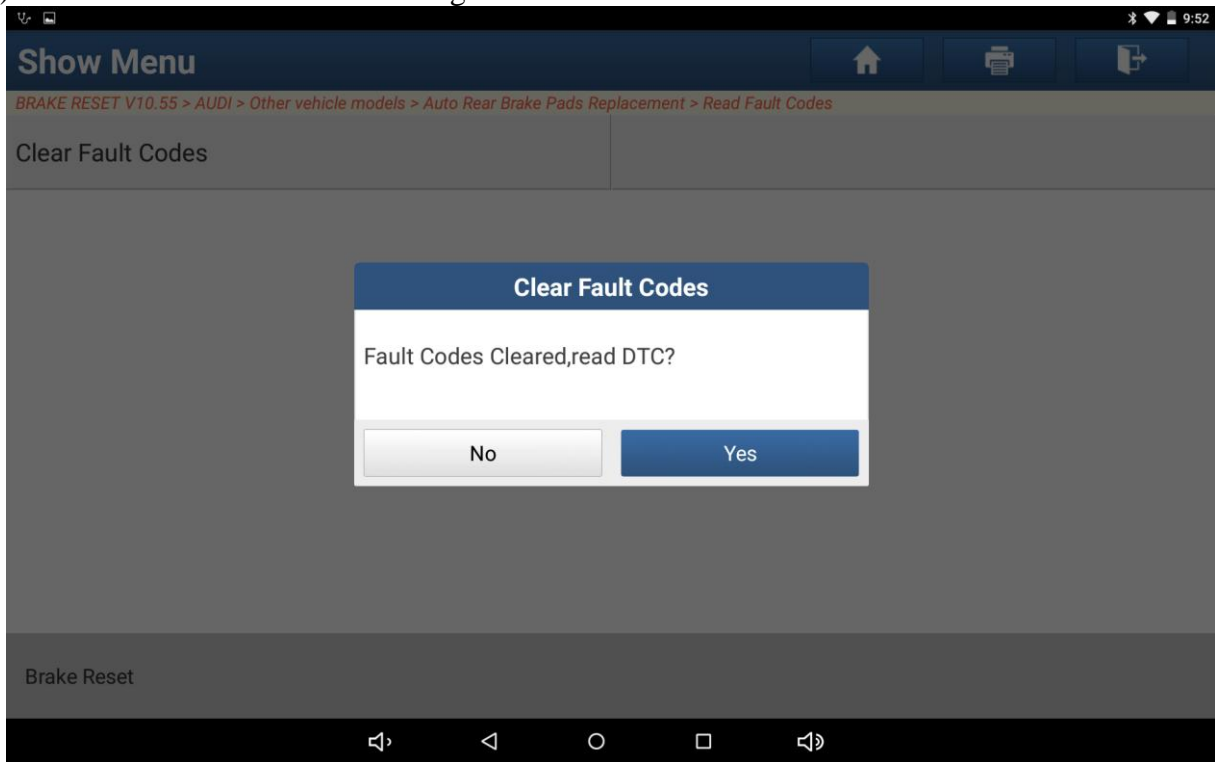 9:52
Show Menu
BRAKE RESET V10.55 > AUDI > Other vehicle models > Auto Rear Brake Pads Replacement > Read Fault Codes
Clear Fault Codes
Clear Fault Codes
Fault Codes Cleared,read DTC?
No
Yes
Brake Reset